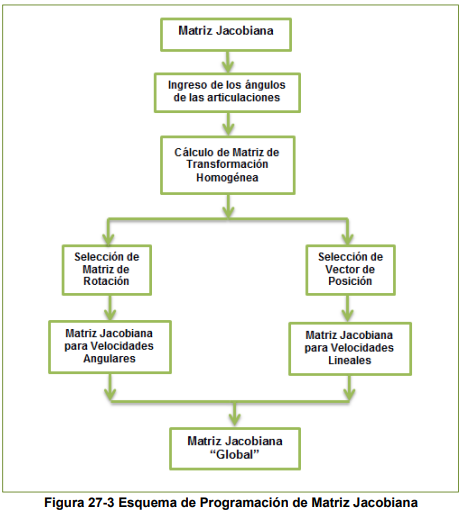 Matriz Jacobiana
Ingreso de los ángulos
de las articulaciones
Cálculo de Matriz de
Transformación
Homogénea
Selección de
Matriz de
Rotación
Selección de
Vector de
Posición
Matriz Jacobiana
para Velocidades
Angulares
Matriz Jacobiana
para Velocidades
Lineales
Matriz Jacobiana
“Global”
Figura 27-3 Esquema de Programación de Matriz Jacobiana